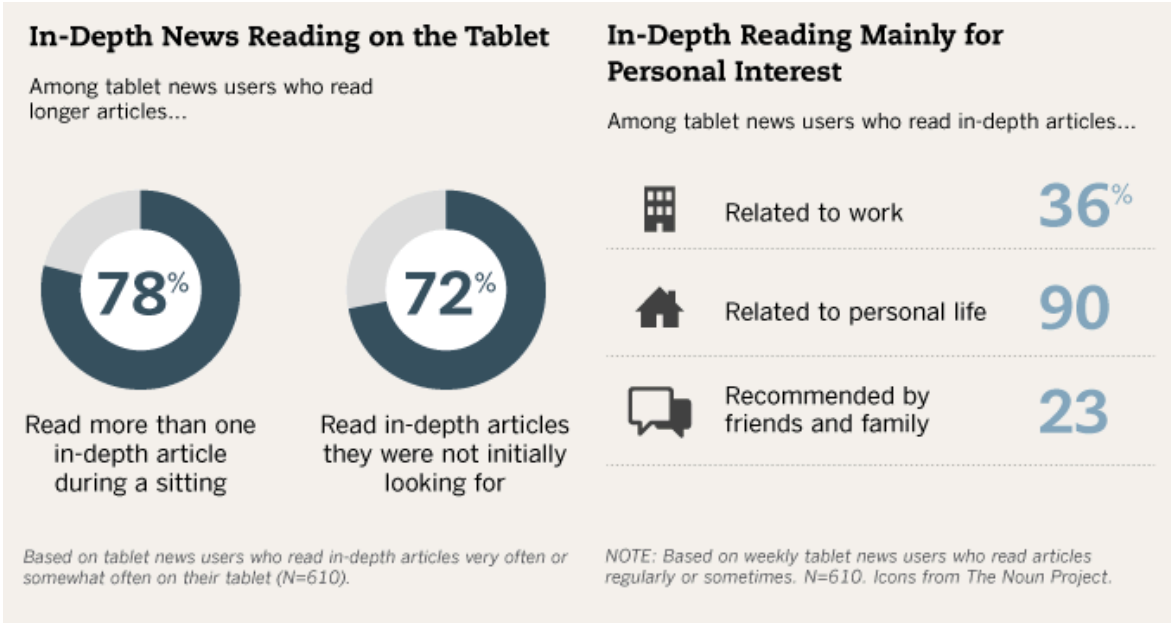 In-Depth News Reading on the Tablet
Among tablet news users who read
longer articles...
78%
Read more than one
in-depth article
during a sitting
72%
Read in-depth articles
they were not initially
looking for
Based on tablet news users who read in-depth articles very often or
somewhat often on their tablet (N=610).
In-Depth Reading Mainly for
Personal Interest
Among tablet news users who read in-depth articles...
Related to work 36%
Related to personal life 90
Recommended by
friends and family 23
NOTE: Based on weekly tablet news users who read articles
regularly or sometimes. N=610. Icons from The Noun Project.